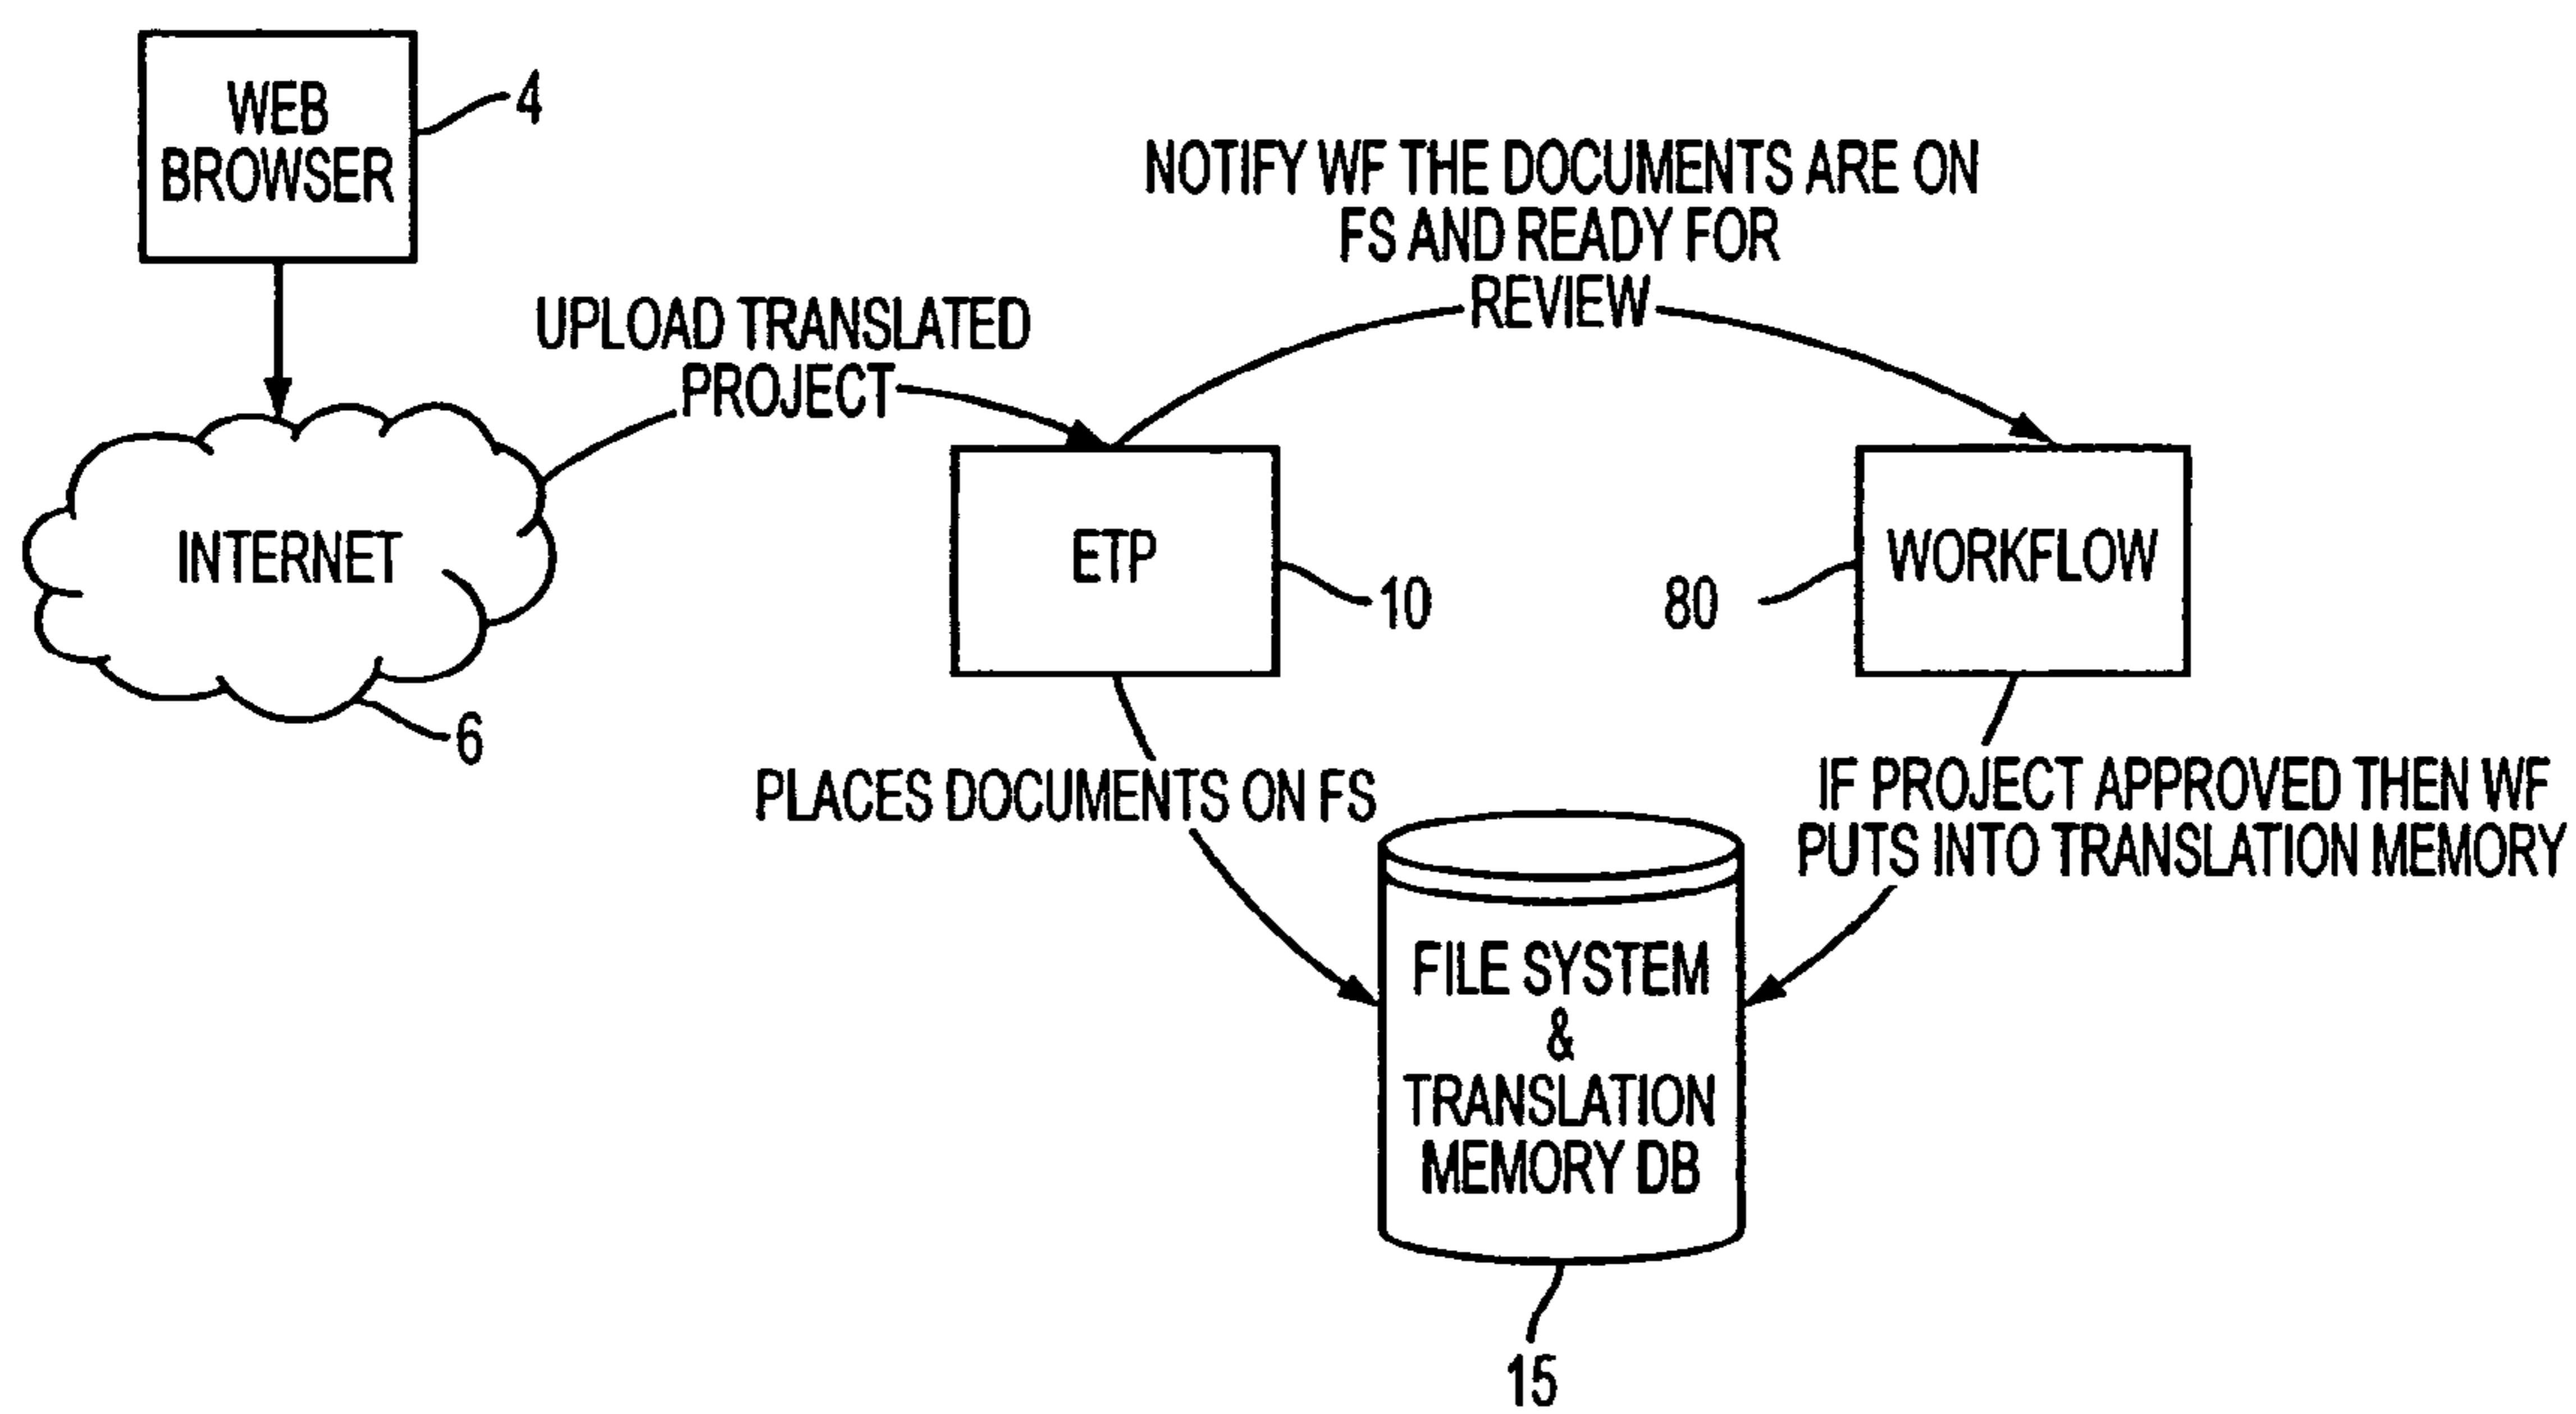 WEB
BROWSER
4
NOTIFY WF THE DOCUMENTS ARE ON
FS AND READY FOR
REVIEW
UPLOAD TRANSLATED
PROJECT
INTERNET
6
ETP
10
80
WORKFLOW
PLACES DOCUMENTS ON FS
IF PROJECT APPROVED THEN WF
PUTS INTO TRANSLATION MEMORY
FILE SYSTEM
&
TRANSLATION
MEMORY DB
15